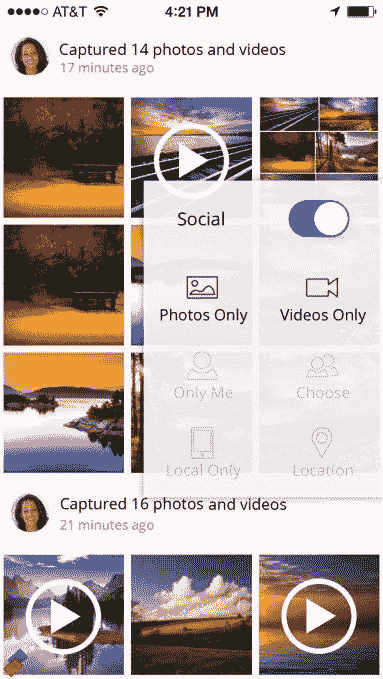 AT&T 4:21 PM
Captured 14 photos and videos
17 minutes ago
Social
Photos Only Videos Only
Only Me Choose
Local Only Location
Captured 16 photos and videos
21 minutes ago